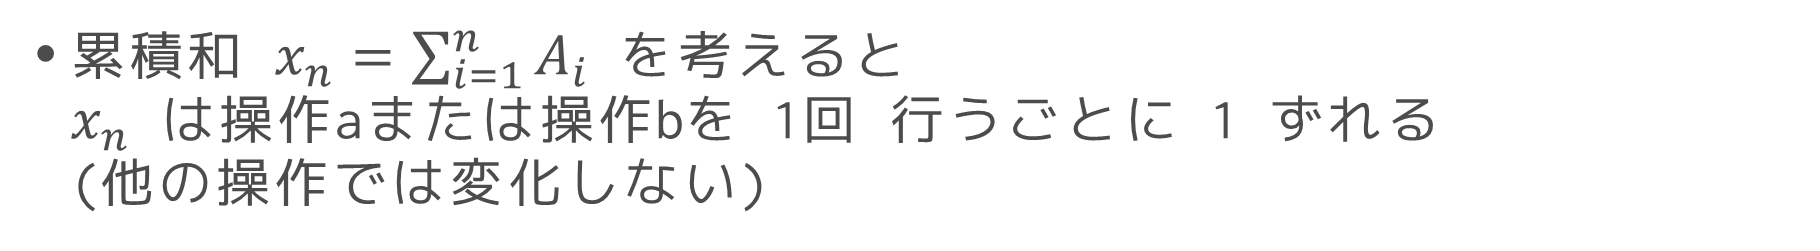 • 累積和 $x_n = \sum_{i=1}^{n} A_i$ を考えると
$x_n$ は操作aまたは操作bを 1回 行うごとに 1 ずれる
(他の操作では変化しない)